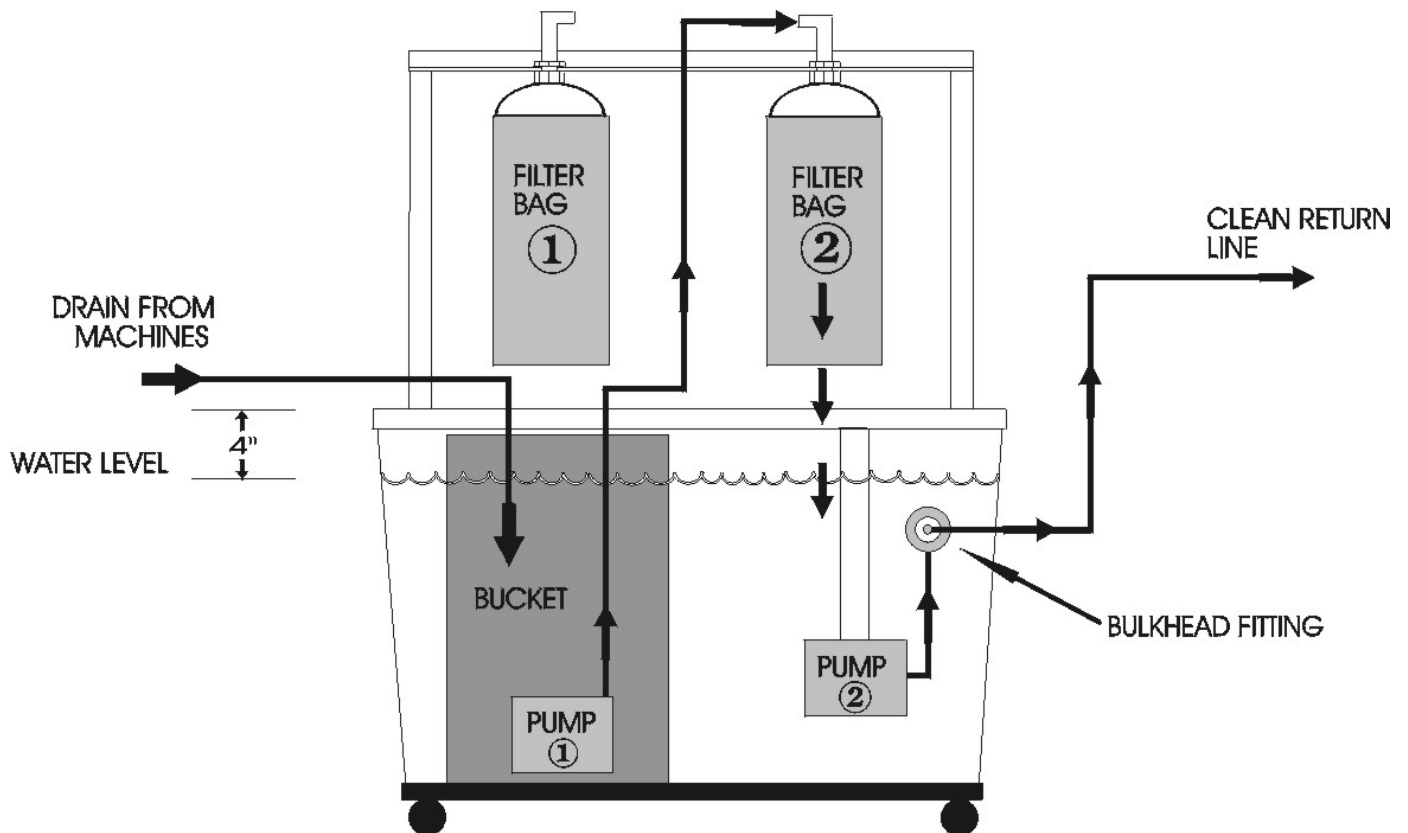 FILTER
BAG
1
FILTER
BAG
2
CLEAN RETURN
LINE
DRAIN FROM
MACHINES
4"
WATER LEVEL
BUCKET
BULKHEAD FITTING
PUMP
2
PUMP
1